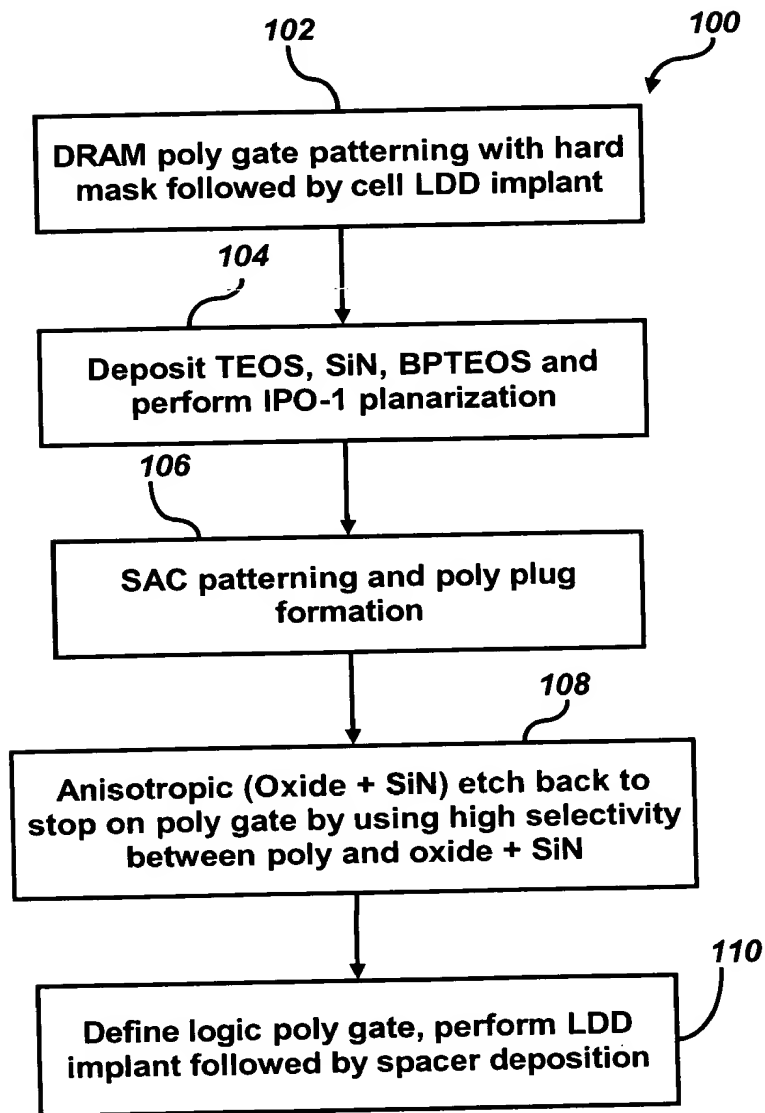 102
100
DRAM poly gate patterning with hard
mask followed by cell LDD implant
104
Deposit TEOS, SiN, BPTEOS and
perform IPO-1 planarization
106
SAC patterning and poly plug
formation
108
Anisotropic (Oxide + SiN) etch back to
stop on poly gate by using high selectivity
between poly and oxide + SiN
110
Define logic poly gate, perform LDD
implant followed by spacer deposition